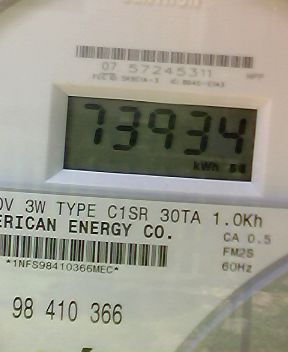 07 57245311
73934
kWh
0V 3W TYPE C1SR 30TA 1.0Kh
ERICAN ENERGY CO.
CA 0.5
FM2S
60Hz
*1NFS98410366MEC*
98 410 366